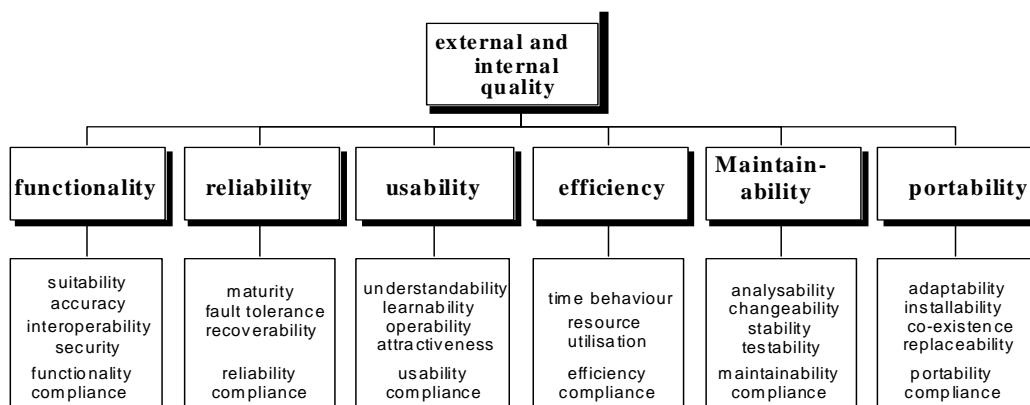 external and
internal
quality
functionality
reliability
usability
efficiency
Maintain-
ability
portability
suitability
accuracy
interoperability
security
functionality
compliance
maturity
fault tolerance
recoverability
reliability
compliance
understandability
learnability
operability
attractiveness
usability
compliance
time behaviour
resource
utilisation
efficiency
compliance
analysability
changeability
stability
testability
maintainability
compliance
adaptability
installability
co-existence
replaceability
portability
compliance